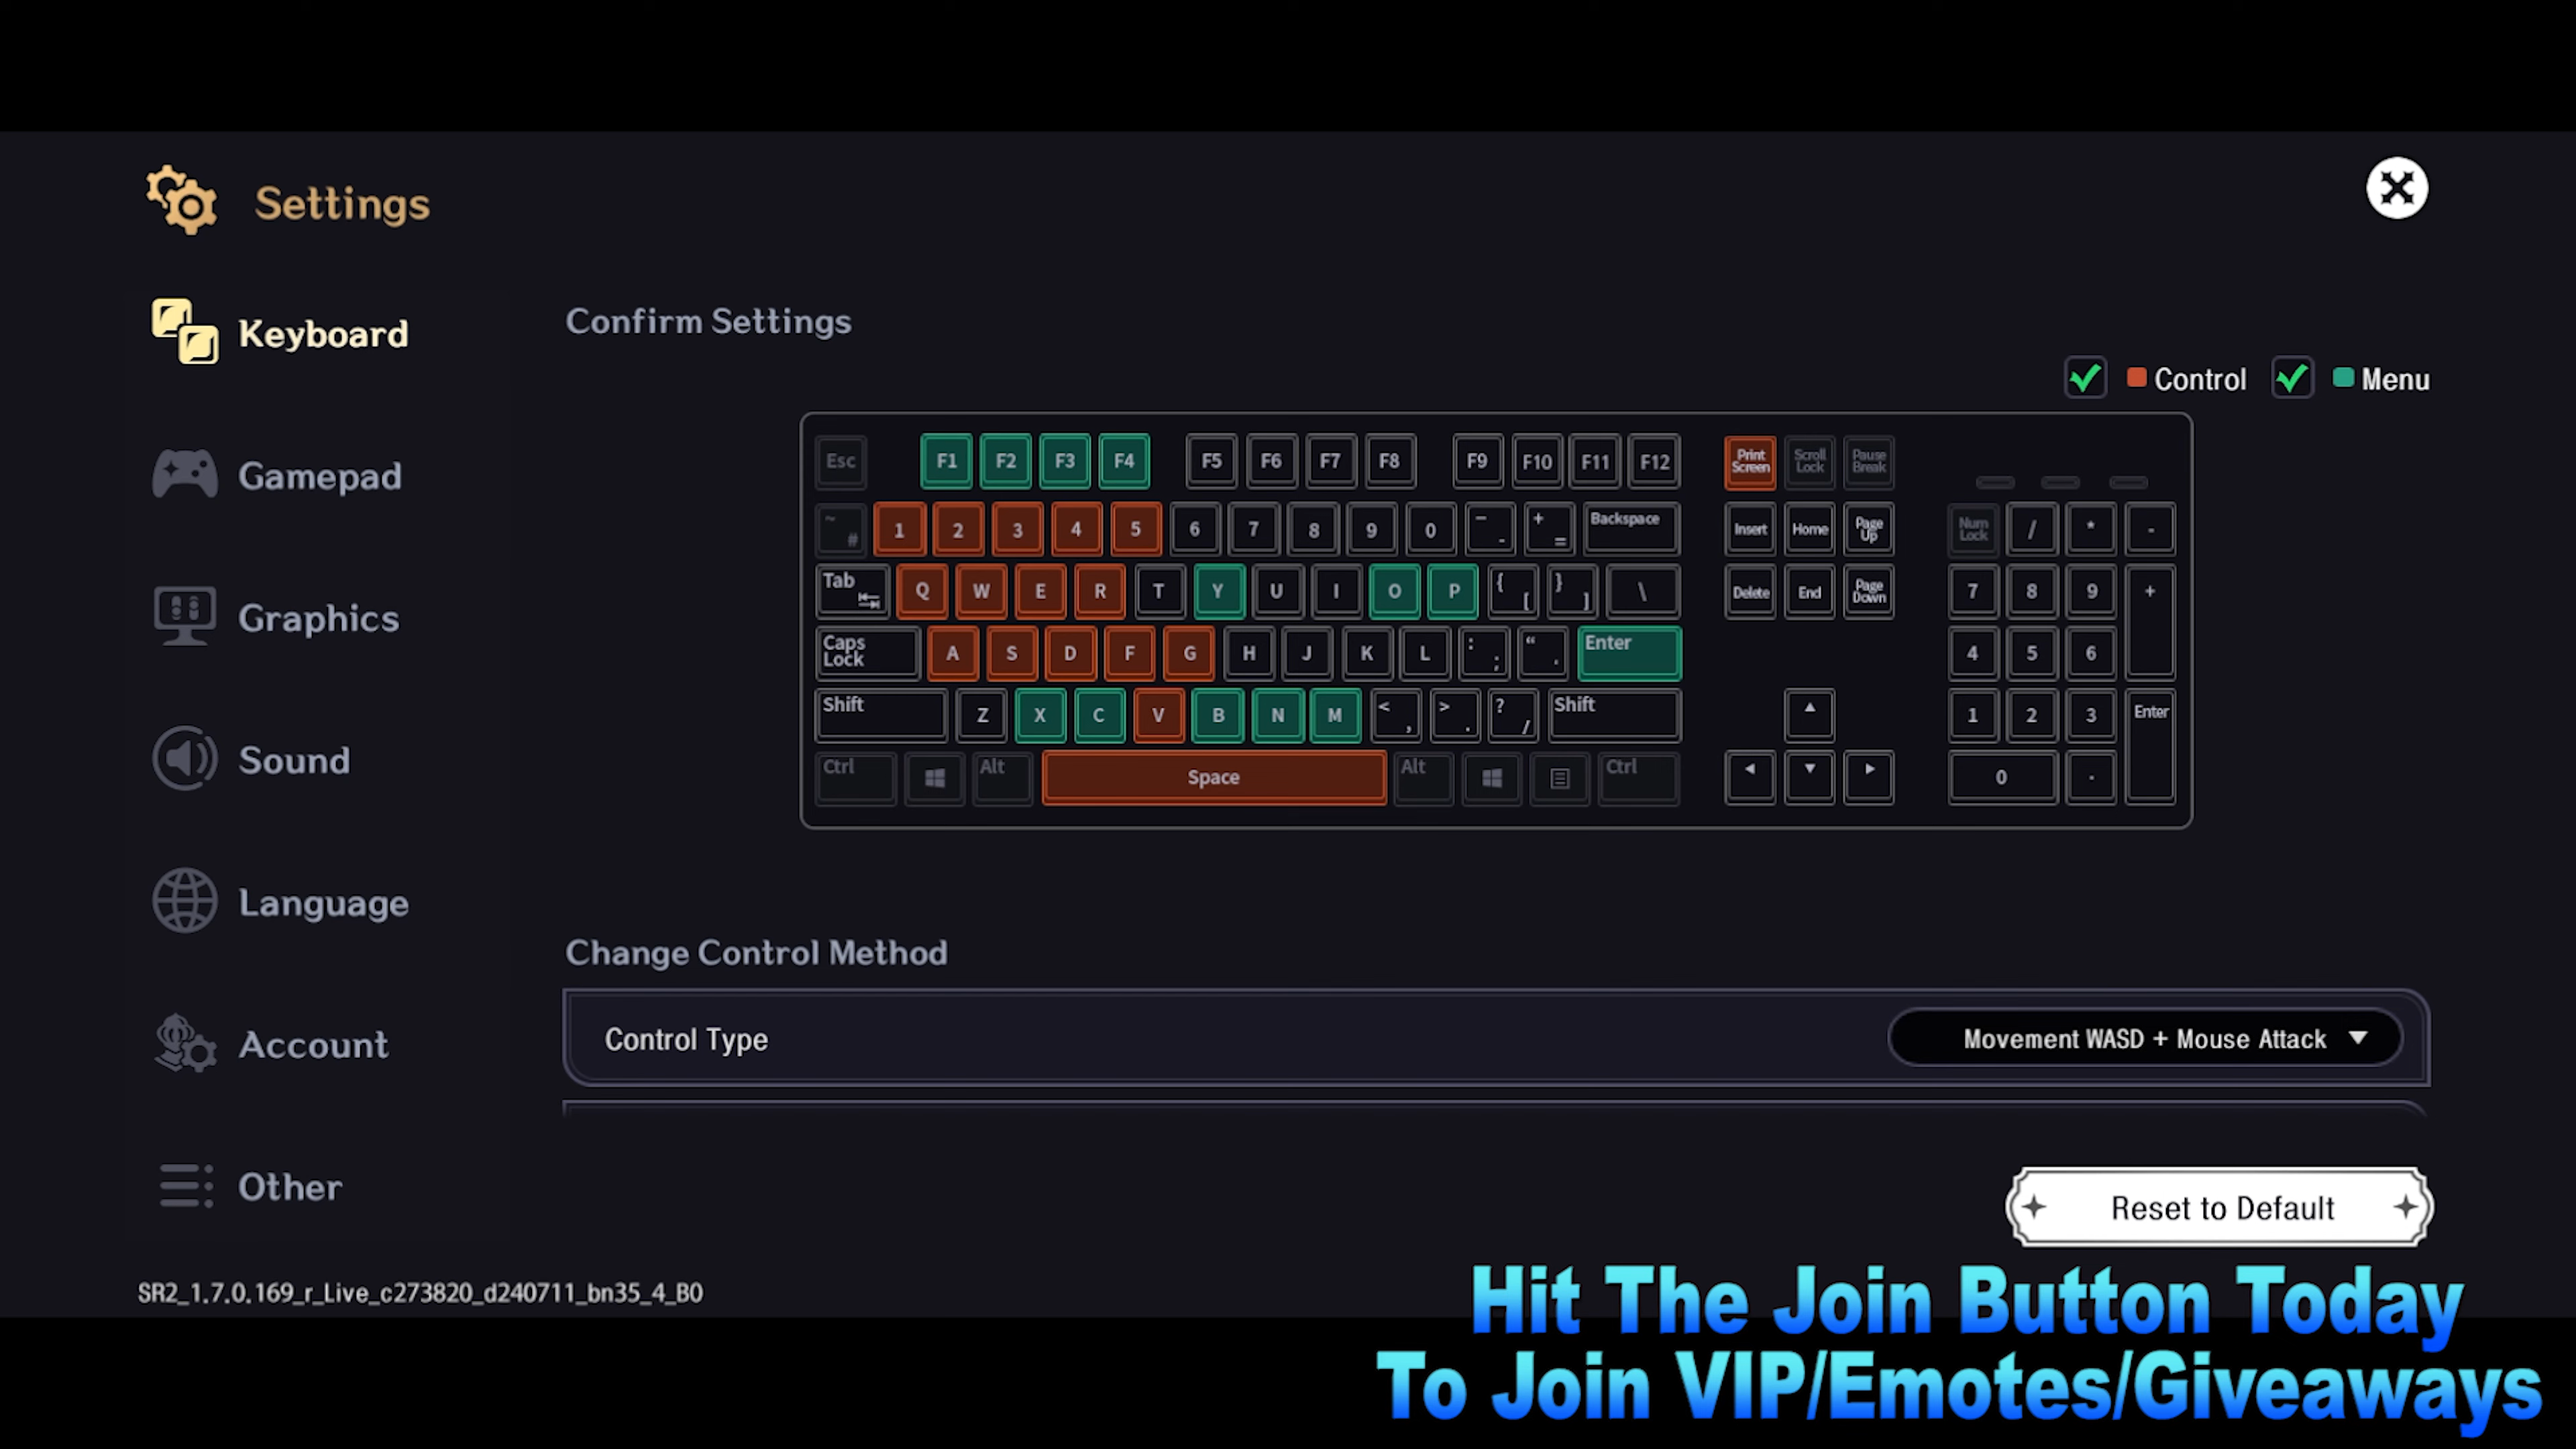 Settings
Keyboard
Gamepad
Graphics
Sound
Language
Account
Other
SR2_1.7.0.169_r_Live_c273820_d240711_bn35_4_B0
Confirm Settings
Control Menu
Esc F1 F2 F3 F4 F5 F6 F7 F8 F9 F10 F11 F12 Print Screen Scroll Lock Pause Break
~ # 1 2 3 4 5 6 7 8 9 0 - - + = Backspace Insert Home Page Up Num Lock / * -
Tab Q W E R T Y U I O P { [ } ] \ Delete End Page Down 7 8 9 +
Caps Lock A S D F G H J K L : ; “ . Enter 4 5 6
Shift Z X C V B N M < , > . ? / Shift 1 2 3 Enter
Ctrl Alt Space Alt Ctrl 0 .
Change Control Method
Control Type Movement WASD + Mouse Attack
Reset to Default
Hit The Join Button Today
To Join VIP/Emotes/Giveaways